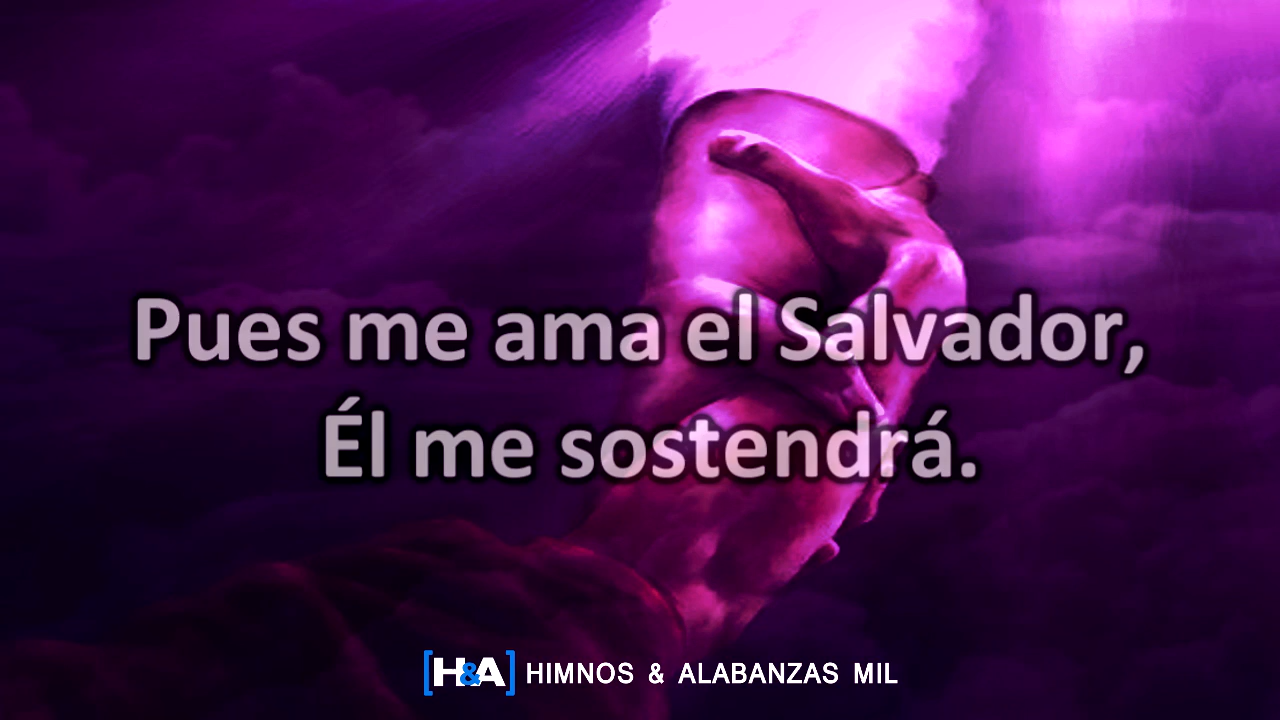 Pues me ama el Salvador,
Él me sostendrá.
[H&A] HIMNOS & ALABANZAS MIL